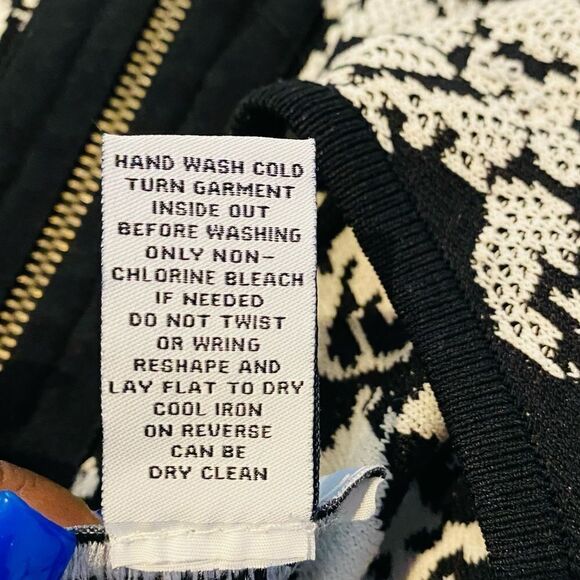 HAND WASH COLD
TURN GARMENT
INSIDE OUT
BEFORE WASHING
ONLY NON-
CHLORINE BLEACH
IF NEEDED
DO NOT TWIST
OR WRING
RESHAPE AND
LAY FLAT TO DRY
COOL IRON
ON REVERSE
CAN BE
DRY CLEAN